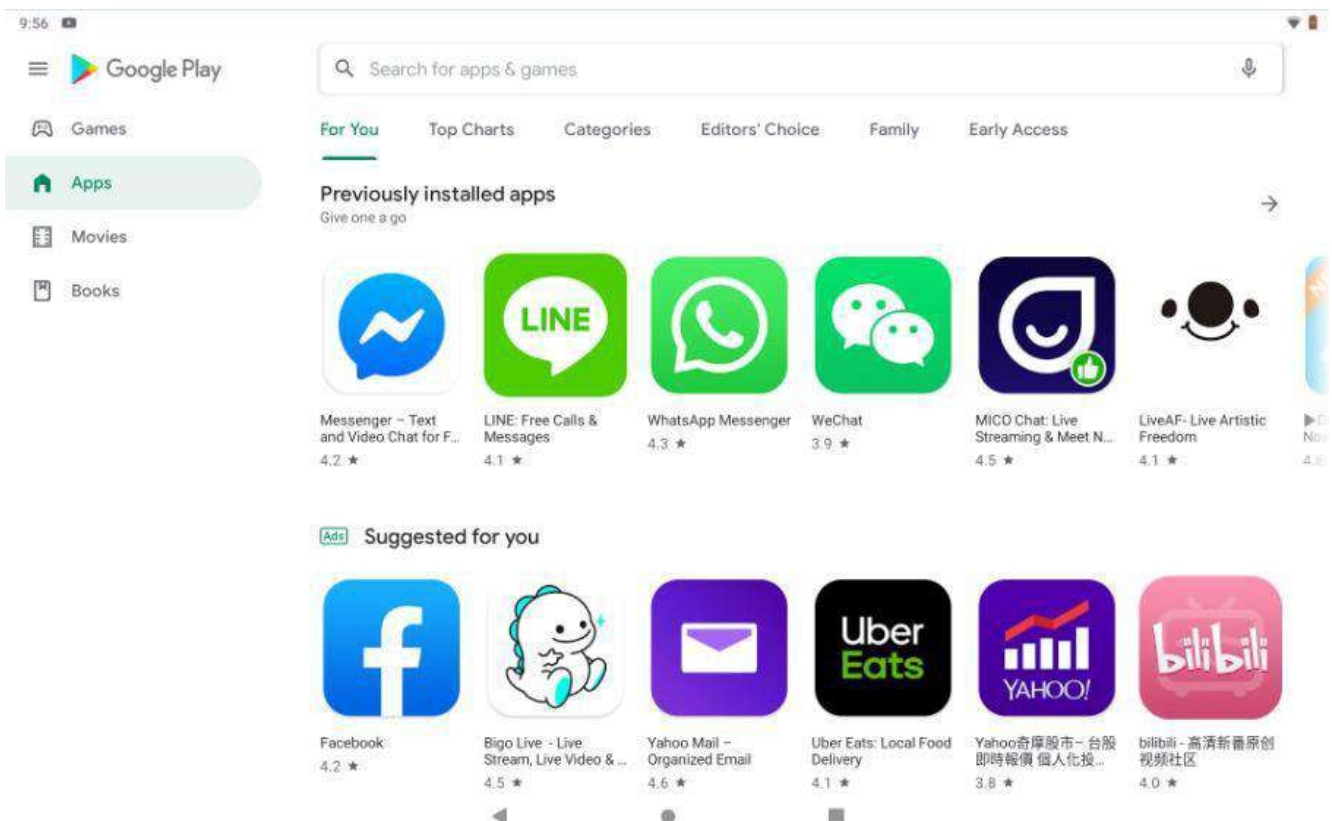 9:56
Google Play
Search for apps & games
Games
Apps
Movies
Books
For You
Top Charts
Categories
Editors' Choice
Family
Early Access
Previously installed apps
Give one a go
LINE
Messenger – Text
and Video Chat for F...
4.2 ★
LINE: Free Calls &
Messages
4.1 ★
WhatsApp Messenger
4.3 ★
WeChat
3.9 ★
MICO Chat: Live
Streaming & Meet N...
4.5 ★
LiveAF- Live Artistic
Freedom
4.1 ★
Ads Suggested for you
Uber
Eats
YAHOO!
bilibili
Facebook
4.2 ★
Bigo Live - Live
Stream, Live Video & ...
4.5 ★
Yahoo Mail –
Organized Email
4.6 ★
Uber Eats: Local Food
Delivery
4.1 ★
Yahoo奇摩股市– 台股
即時報價 個人化投...
3.8 ★
bilibili - 高清新番原创
视频社区
4.0 ★